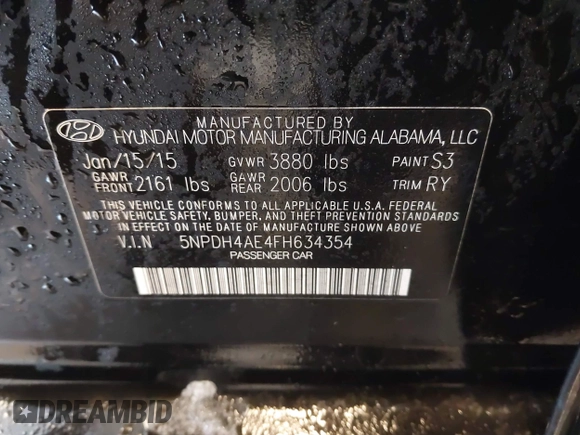 MANUFACTURED BY
HYUNDAI MOTOR MANUFACTURING ALABAMA, LLC
Jan/15/15 GVWR 3880 lbs PAINT S3
GAWR FRONT 2161 lbs GAWR REAR 2006 lbs TRIM RY
THIS VEHICLE CONFORMS TO ALL APPLICABLE U.S.A. FEDERAL
MOTOR VEHICLE SAFETY, BUMPER, AND THEFT PREVENTION STANDARDS
IN EFFECT ON THE DATE OF MANUFACTURE SHOWN ABOVE
V.I.N 5NPDH4AE4FH634354
PASSENGER CAR
DREAMBID